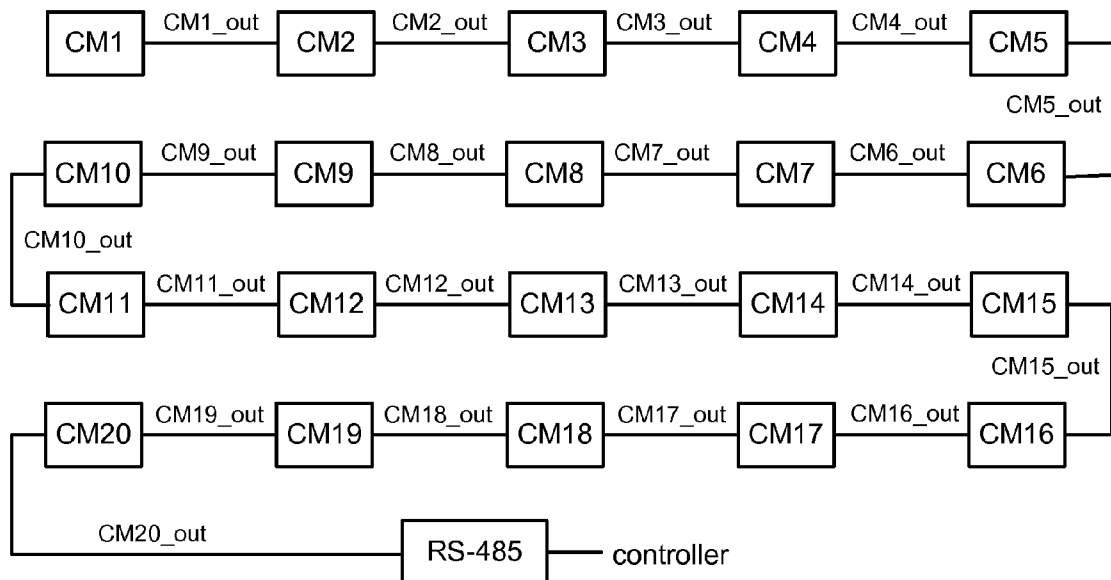 CM1 CM1_out CM2 CM2_out CM3 CM3_out CM4 CM4_out CM5
CM5_out
CM10 CM9_out CM9 CM8_out CM8 CM7_out CM7 CM6_out CM6
CM10_out
CM11 CM11_out CM12 CM12_out CM13 CM13_out CM14 CM14_out CM15
CM15_out
CM20 CM19_out CM19 CM18_out CM18 CM17_out CM17 CM16_out CM16
CM20_out RS-485 controller